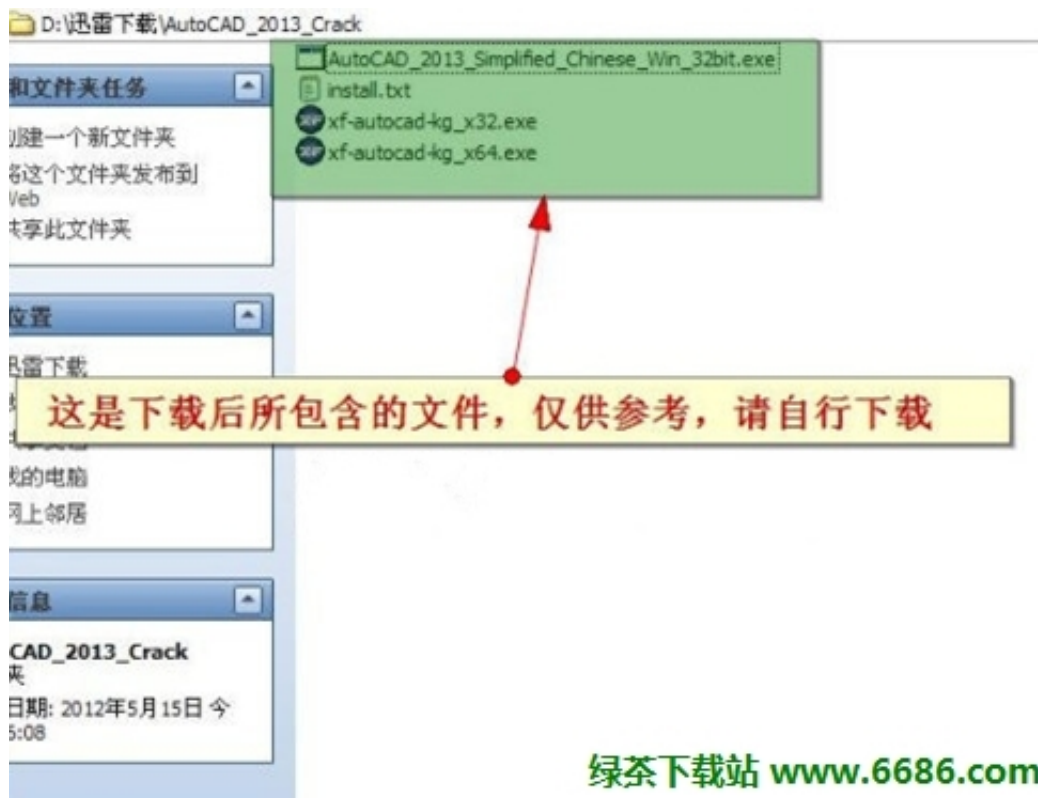 D:\迅雷下载\AutoCAD_2013_Crack
AutoCAD_2013_Simplified_Chinese_Win_32bit.exe
install.txt
xf-autocad-kg_x32.exe
xf-autocad-kg_x64.exe
和文件夹任务
创建一个新文件夹
将这个文件夹发布到
Web
共享此文件夹
位置
迅雷下载
这是下载后所包含的文件，仅供参考，请自行下载
我的电脑
网上邻居
信息
CAD_2013_Crack
夹
日期: 2012年5月15日 今
6:08
绿茶下载站 www.6686.com